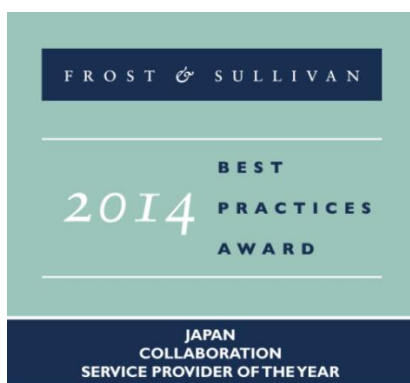 FROST & SULLIVAN
BEST
2014 PRACTICES
AWARD
JAPAN
COLLABORATION
SERVICE PROVIDER OF THE YEAR